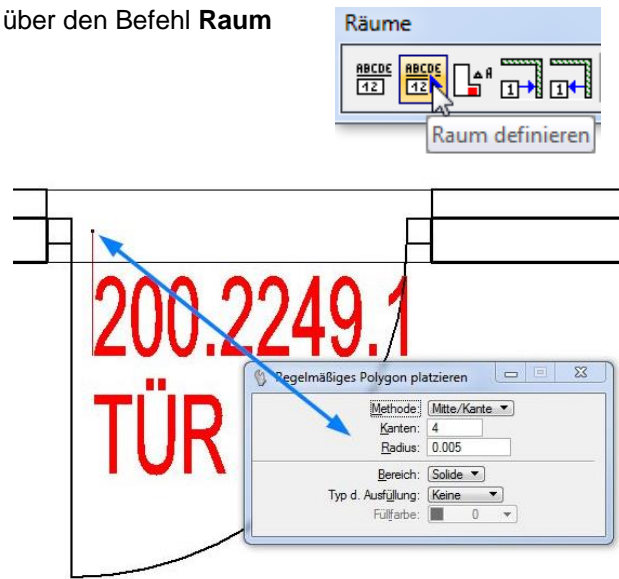 über den Befehl Raum
Räume
ABCDE
12
ABCDE
12
A
1
1
Raum definieren
200.2249.1
TÜR
Regelmäßiges Polygon platzieren
Methode: Mitte/Kante
Kanten: 4
Radius: 0.005
Bereich: Solide
Typ d. Ausfüllung: Keine
Füllfarbe: 0